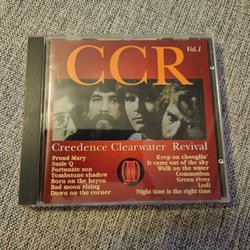 CCR
Vol.1
Creedence Clearwater Revival
Proud Mary
Suzie Q
Fortunate son
Tombstone shadow
Born on the bayou
Bad moon rising
Down on the corner
Keep on chooglin'
It came out of the sky
Walk on the water
Commotion
Green river
Lodi
Night time is the right time